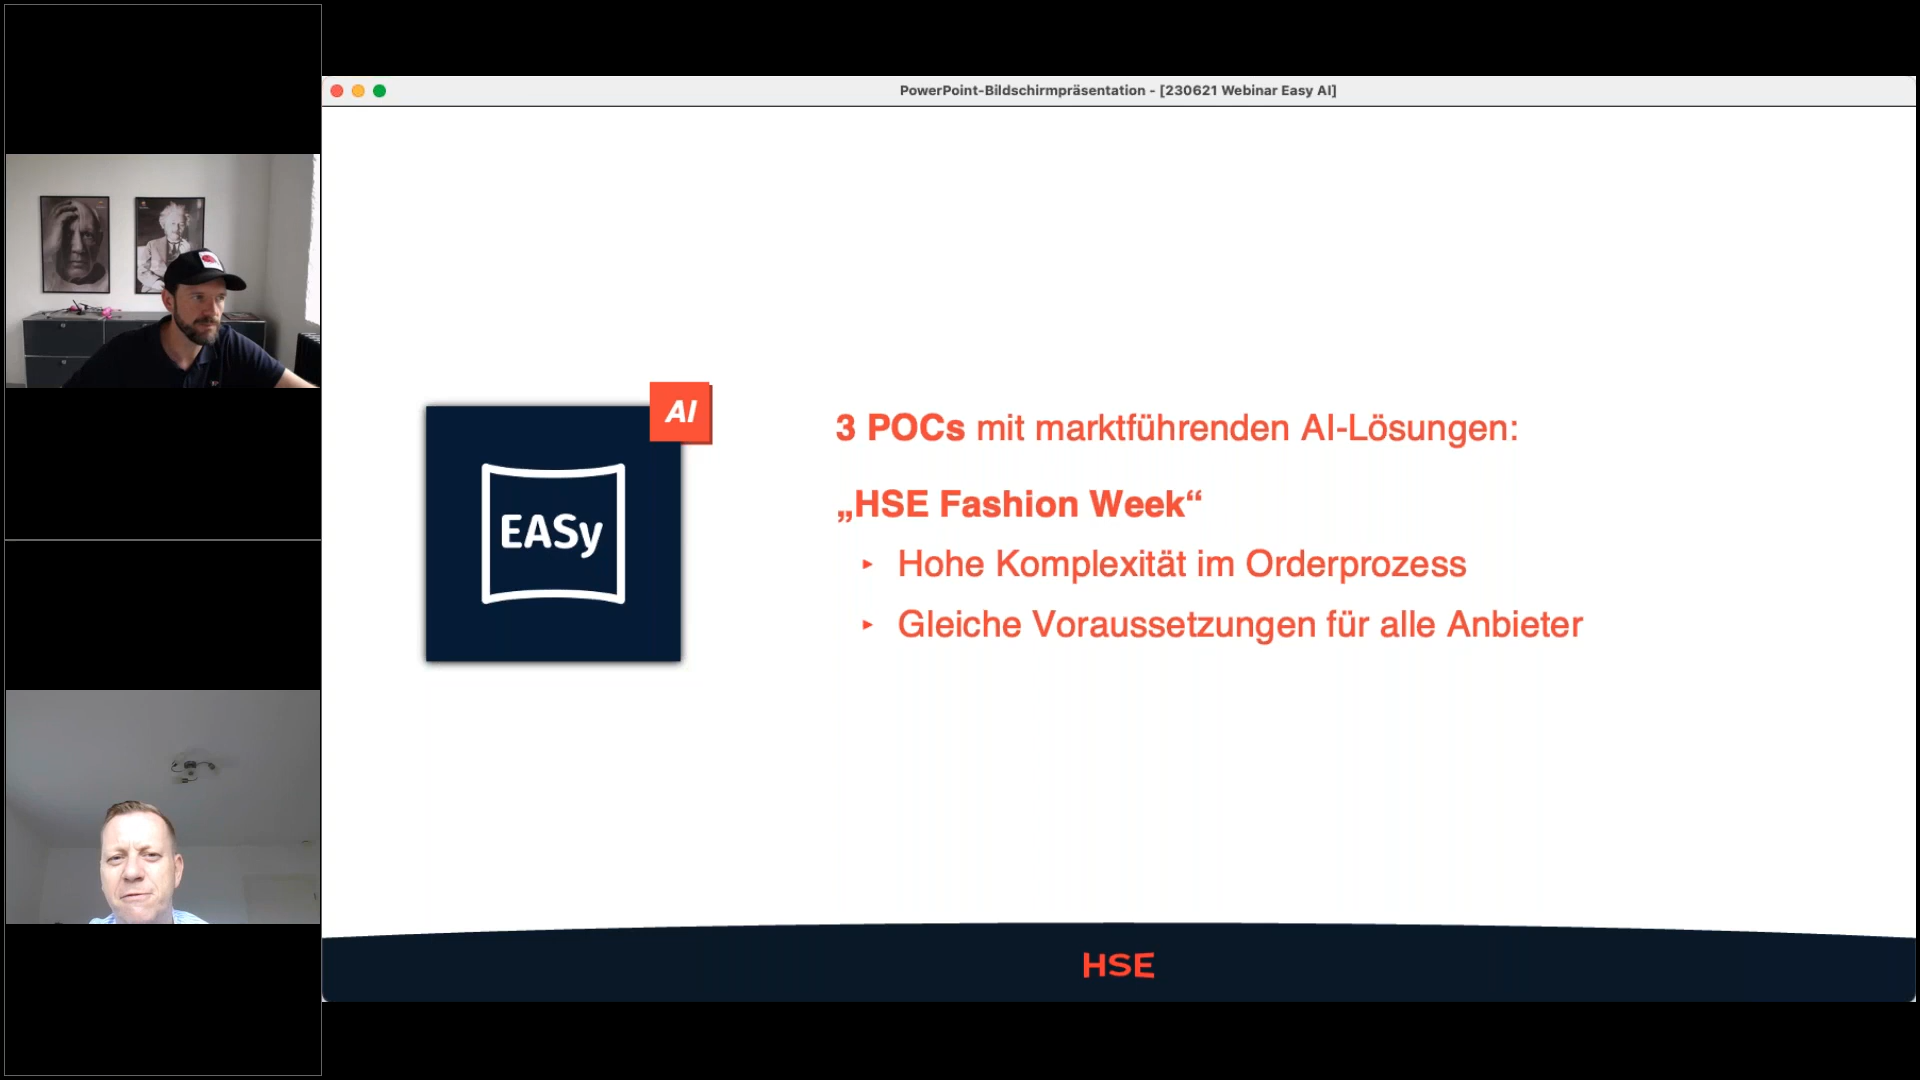 PowerPoint-Bildschirmpräsentation - [230621 Webinar Easy AI]
AI
EASy
3 POCs mit marktführenden AI-Lösungen:
„HSE Fashion Week“
‣ Hohe Komplexität im Orderprozess
‣ Gleiche Voraussetzungen für alle Anbieter
HSE